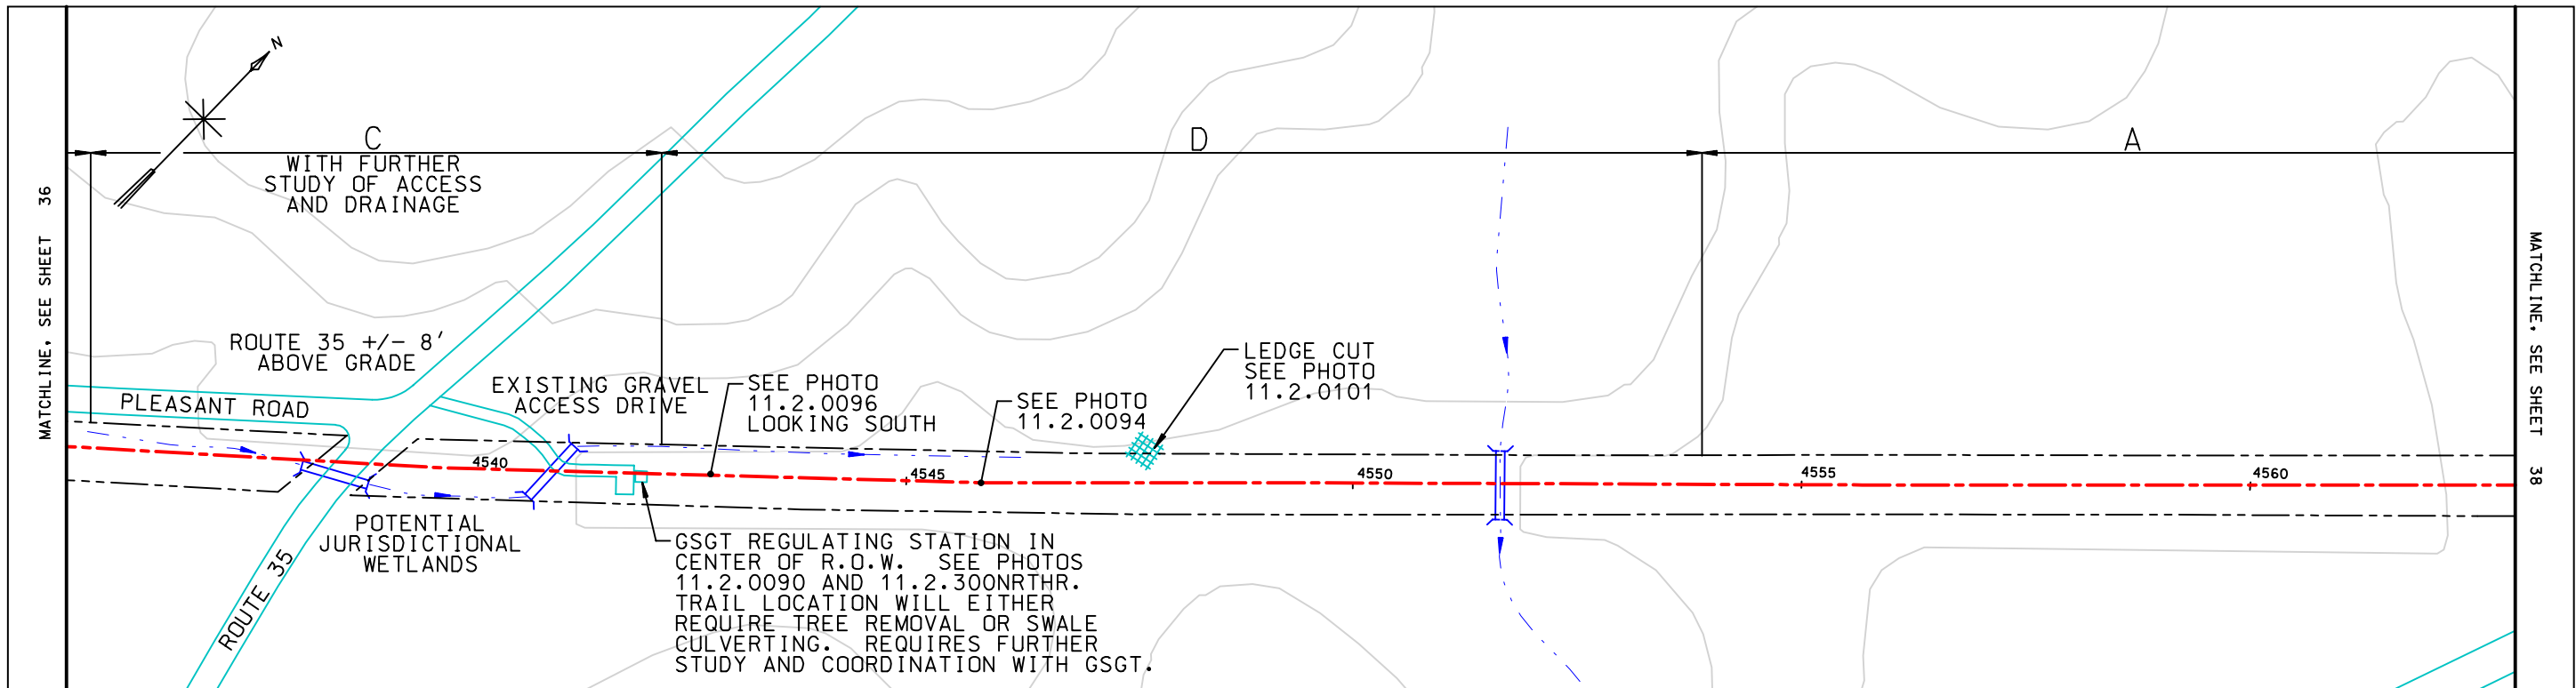 N
C
WITH FURTHER
STUDY OF ACCESS
AND DRAINAGE
D
A
MATCHLINE, SEE SHEET 36
MATCHLINE, SEE SHEET 38
ROUTE 35 +/- 8'
ABOVE GRADE
PLEASANT ROAD
EXISTING GRAVEL
ACCESS DRIVE
SEE PHOTO
11.2.0096
LOOKING SOUTH
SEE PHOTO
11.2.0094
LEDGE CUT
SEE PHOTO
11.2.0101
4540
4545
4550
4555
4560
POTENTIAL
JURISDICTIONAL
WETLANDS
ROUTE 35
GSGT REGULATING STATION IN
CENTER OF R.O.W. SEE PHOTOS
11.2.0090 AND 11.2.300NRTHR.
TRAIL LOCATION WILL EITHER
REQUIRE TREE REMOVAL OR SWALE
CULVERTING. REQUIRES FURTHER
STUDY AND COORDINATION WITH GSGT.